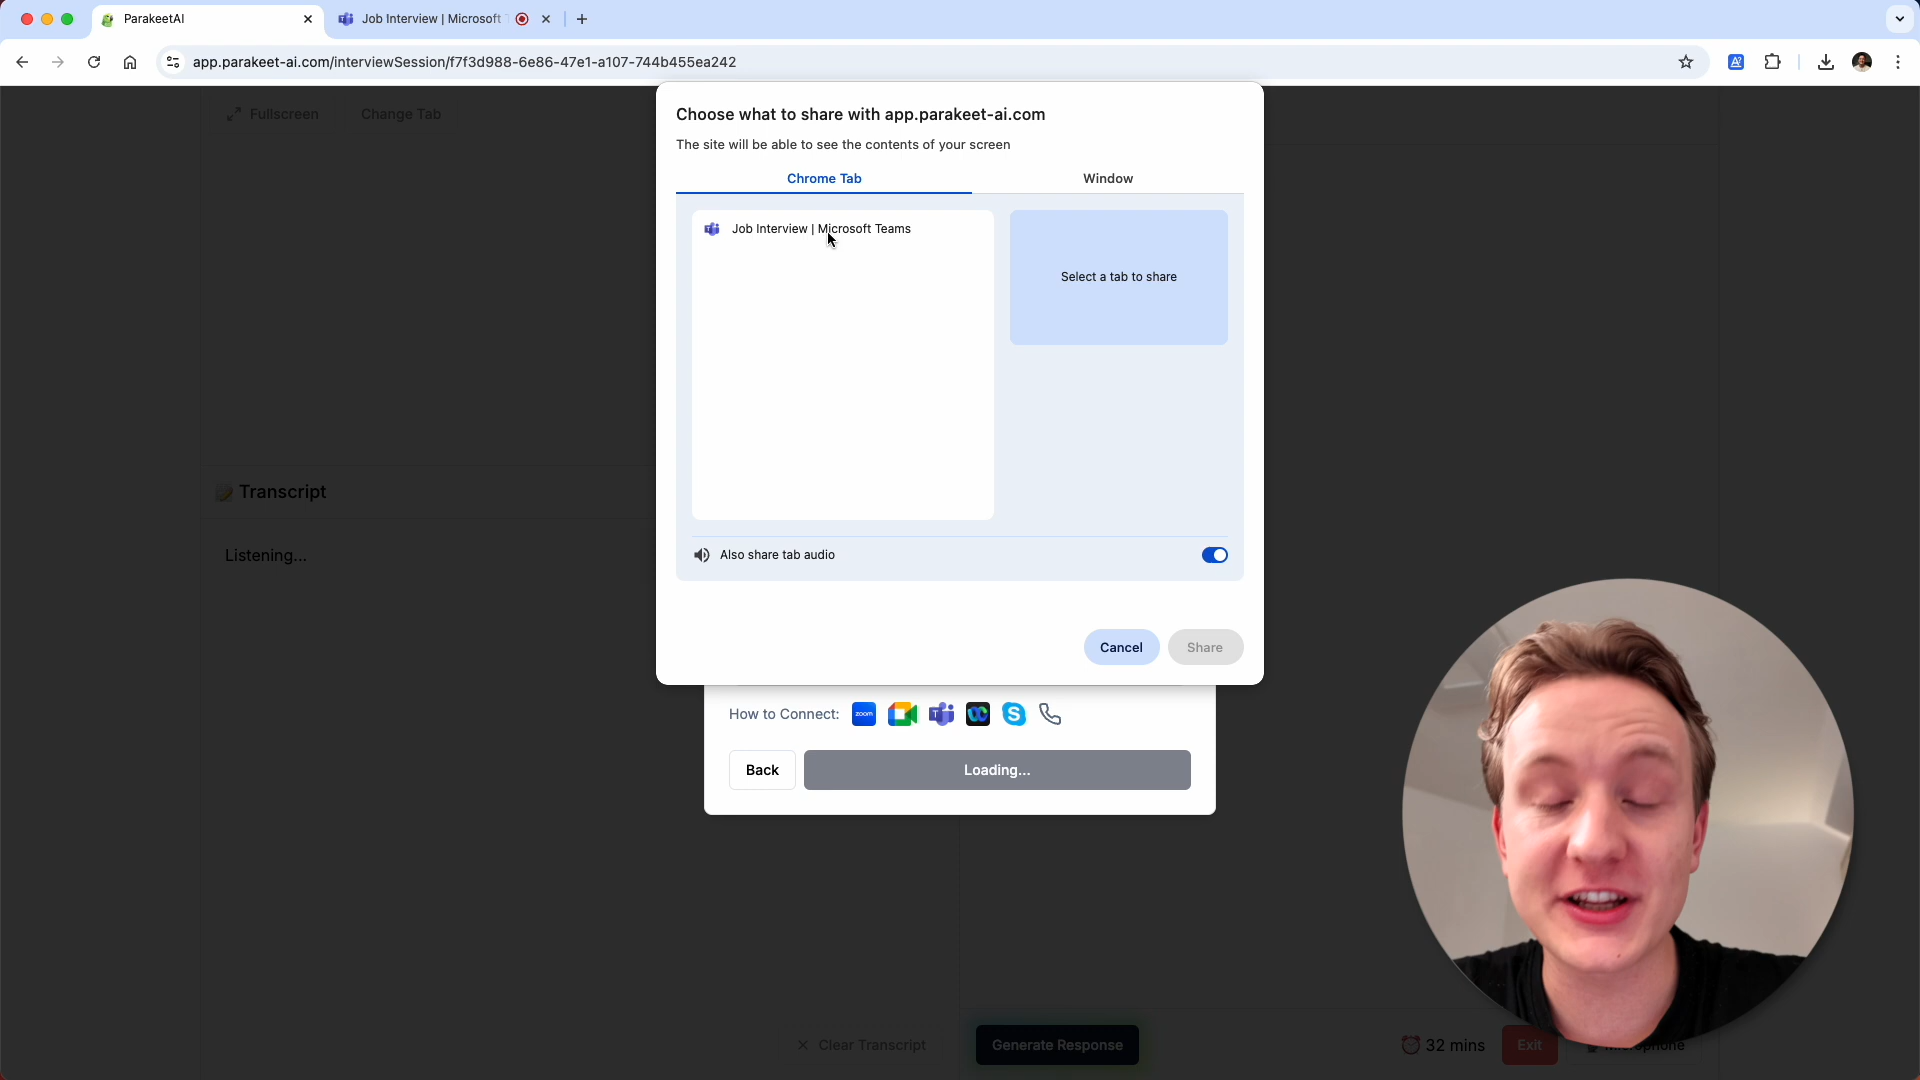 ParakeetAI
Job Interview | Microsoft T
app.parakeet-ai.com/interviewSession/f7f3d988-6e86-47e1-a107-744b455ea242
Fullscreen
Change Tab
Choose what to share with app.parakeet-ai.com
The site will be able to see the contents of your screen
Chrome Tab
Window
Job Interview | Microsoft Teams
Select a tab to share
Transcript
Listening...
Also share tab audio
Cancel
Share
How to Connect:
zoom
Back
Loading...
Clear Transcript
Generate Response
32 mins
Exit